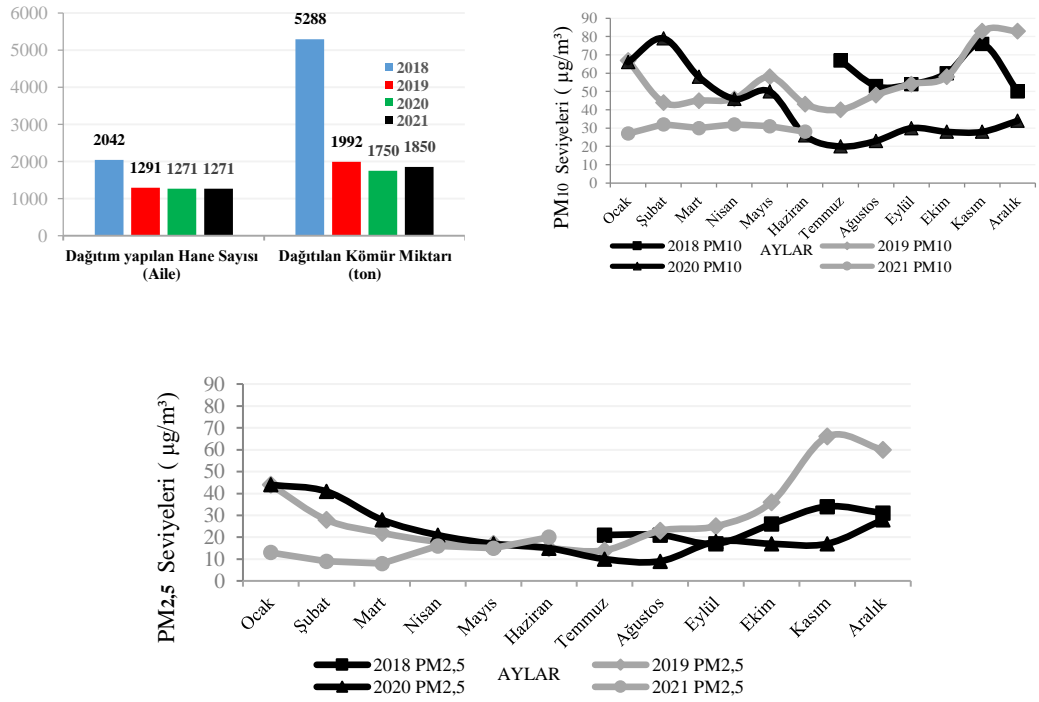 6000
5000
4000
3000
2000
1000
0
2042
1291
1271
1271
5288
1992
1750
1850
2018
2019
2020
2021
Dağıtım yapılan Hane Sayısı
(Aile)
Dağıtılan Kömür Miktarı
(ton)
PM10 Seviyeleri ( µg/m³)
90
80
70
60
50
40
30
20
10
0
Ocak
Şubat
Mart
Nisan
Mayıs
Haziran
Temmuz
Ağustos
Eylül
Ekim
Kasım
Aralık
AYLAR
2018 PM10
2019 PM10
2020 PM10
2021 PM10
PM2,5 Seviyeleri ( µg/m³)
90
80
70
60
50
40
30
20
10
0
Ocak
Şubat
Mart
Nisan
Mayıs
Haziran
Temmuz
Ağustos
Eylül
Ekim
Kasım
Aralık
AYLAR
2018 PM2,5
2019 PM2,5
2020 PM2,5
2021 PM2,5